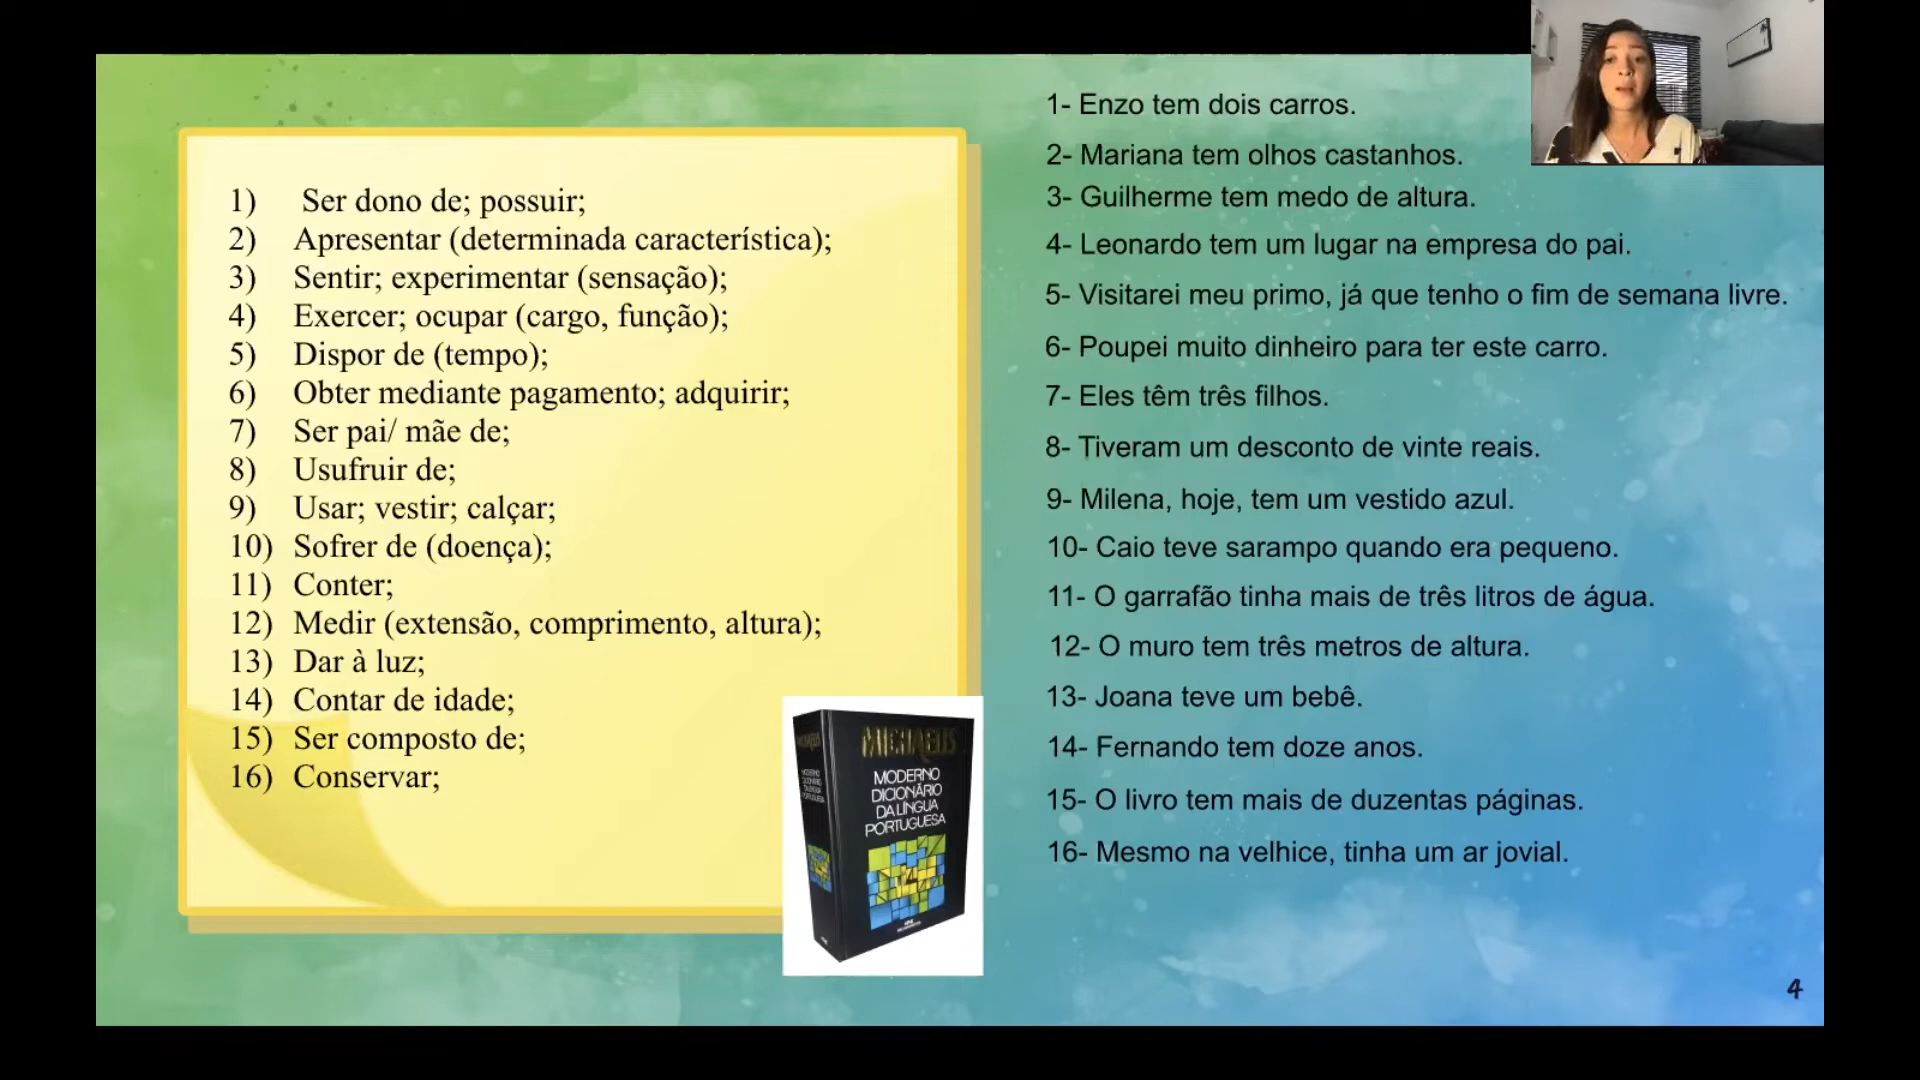 1) Ser dono de; possuir;
2) Apresentar (determinada característica);
3) Sentir; experimentar (sensação);
4) Exercer; ocupar (cargo, função);
5) Dispor de (tempo);
6) Obter mediante pagamento; adquirir;
7) Ser pai/ mãe de;
8) Usufruir de;
9) Usar; vestir; calçar;
10) Sofrer de (doença);
11) Conter;
12) Medir (extensão, comprimento, altura);
13) Dar à luz;
14) Contar de idade;
15) Ser composto de;
16) Conservar;
MICHAELIS
MODERNO
DICIONÁRIO
DA LÍNGUA
PORTUGUESA
MICHAELIS
MODERNO
DICIONÁRIO
DA LÍNGUA
PORTUGUESA
1- Enzo tem dois carros.
2- Mariana tem olhos castanhos.
3- Guilherme tem medo de altura.
4- Leonardo tem um lugar na empresa do pai.
5- Visitarei meu primo, já que tenho o fim de semana livre.
6- Poupei muito dinheiro para ter este carro.
7- Eles têm três filhos.
8- Tiveram um desconto de vinte reais.
9- Milena, hoje, tem um vestido azul.
10- Caio teve sarampo quando era pequeno.
11- O garrafão tinha mais de três litros de água.
12- O muro tem três metros de altura.
13- Joana teve um bebê.
14- Fernando tem doze anos.
15- O livro tem mais de duzentas páginas.
16- Mesmo na velhice, tinha um ar jovial.
4